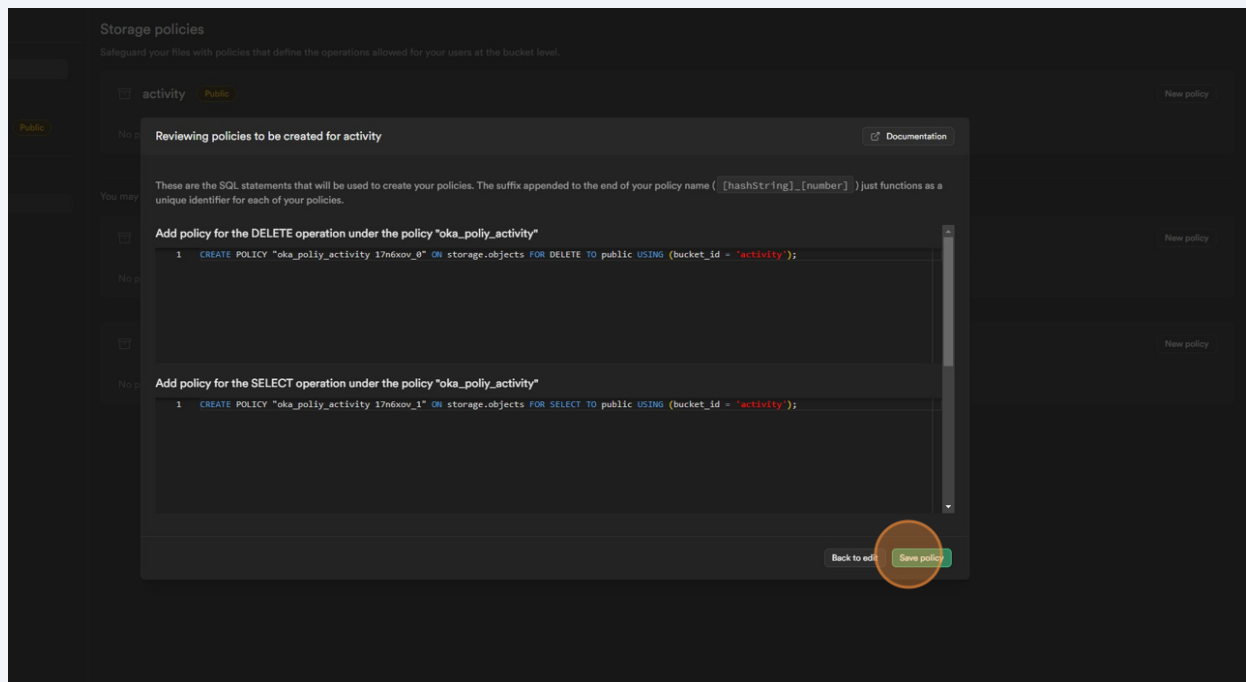 Storage policies
Safeguard your files with policies that define the operations allowed for your users at the bucket level.
activity Public
New policy
Public
No p
Reviewing policies to be created for activity
Documentation
These are the SQL statements that will be used to create your policies. The suffix appended to the end of your policy name ( [hashString]_[number] ) just functions as a
unique identifier for each of your policies.
You may
Add policy for the DELETE operation under the policy "oka_poliy_activity"
New policy
1 CREATE POLICY "oka_poliy_activity 17n6xov_0" ON storage.objects FOR DELETE TO public USING (bucket_id = 'activity');
No p
New policy
Add policy for the SELECT operation under the policy "oka_poliy_activity"
No p
1 CREATE POLICY "oka_poliy_activity 17n6xov_1" ON storage.objects FOR SELECT TO public USING (bucket_id = 'activity');
Back to edit
Save policy